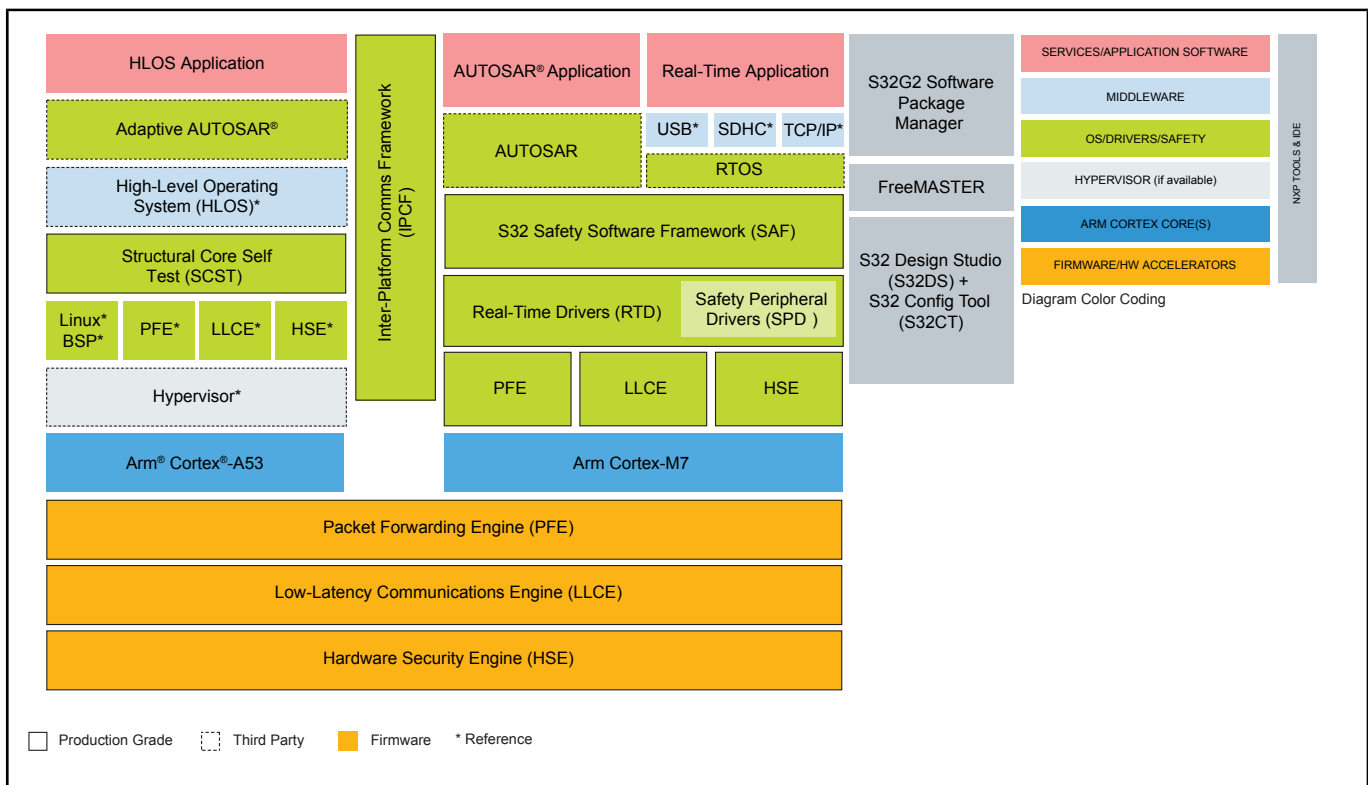 HLOS Application
Adaptive AUTOSAR®
High-Level Operating
System (HLOS)*
Structural Core Self
Test (SCST)
Linux*
BSP*
PFE*
LLCE*
HSE*
Hypervisor*
Arm® Cortex®-A53
Inter-Platform Comms Framework
(IPCF)
AUTOSAR® Application
Real-Time Application
AUTOSAR
USB*
SDHC*
TCP/IP*
RTOS
S32 Safety Software Framework (SAF)
Real-Time Drivers (RTD)
Safety Peripheral
Drivers (SPD )
PFE
LLCE
HSE
Arm Cortex-M7
Packet Forwarding Engine (PFE)
Low-Latency Communications Engine (LLCE)
Hardware Security Engine (HSE)
S32G2 Software
Package
Manager
FreeMASTER
S32 Design Studio
(S32DS) +
S32 Config Tool
(S32CT)
SERVICES/APPLICATION SOFTWARE
MIDDLEWARE
OS/DRIVERS/SAFETY
HYPERVISOR (if available)
ARM CORTEX CORE(S)
FIRMWARE/HW ACCELERATORS
Diagram Color Coding
NXP TOOLS & IDE
Production Grade
Third Party
Firmware
* Reference